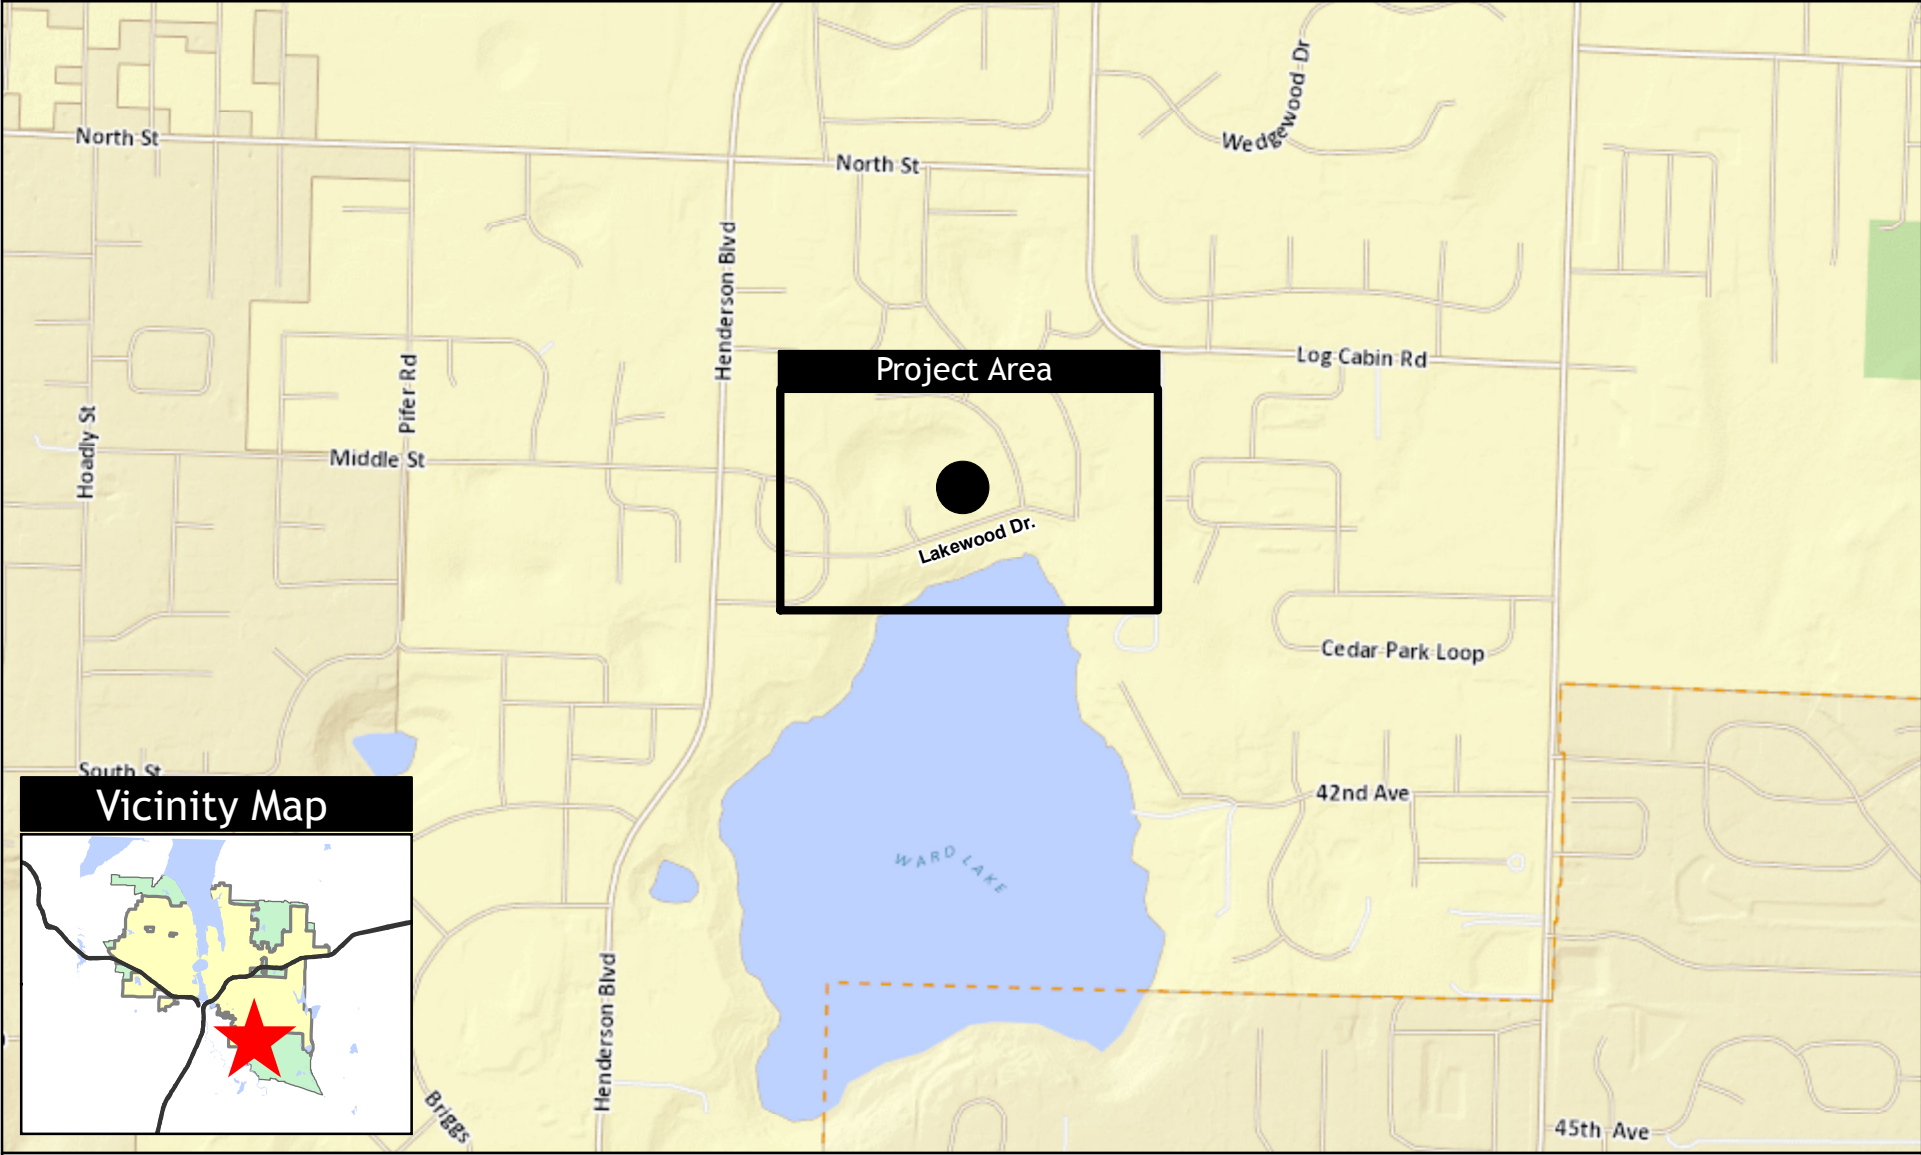 Wedgewood Dr
North St
North St
Henderson Blvd
Log Cabin Rd
Project Area
Pifer Rd
Hoadly St
Middle St
Lakewood Dr.
Cedar Park Loop
South St
42nd Ave
Vicinity Map
WARD LAKE
Henderson Blvd
Briggs
45th Ave